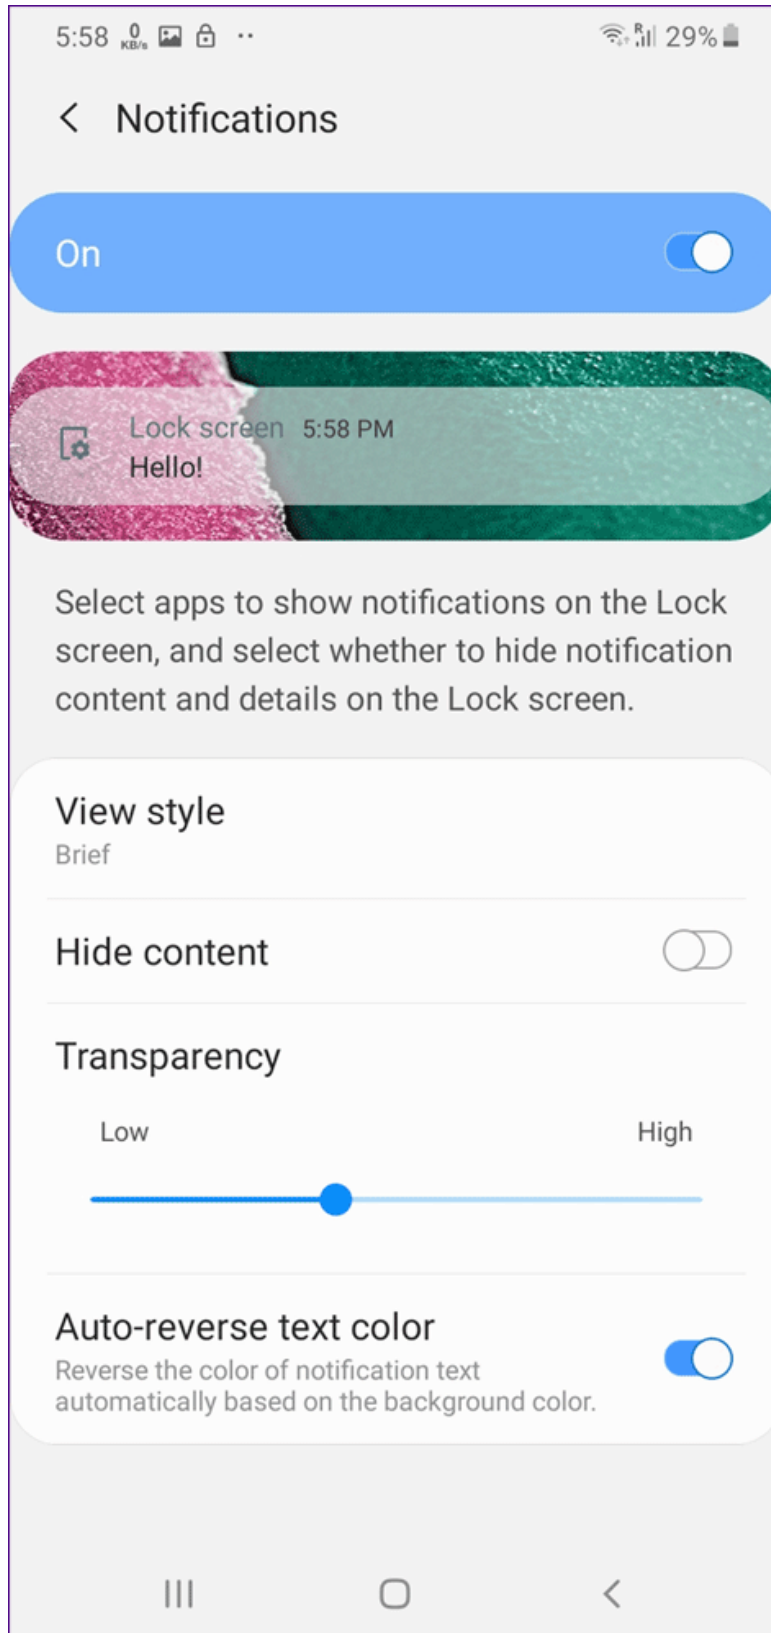 5:58 0 KB/s R 29%
Notifications
On
Lock screen 5:58 PM
Hello!
Select apps to show notifications on the Lock
screen, and select whether to hide notification
content and details on the Lock screen.
View style
Brief
Hide content
Transparency
Low High
Auto-reverse text color
Reverse the color of notification text
automatically based on the background color.